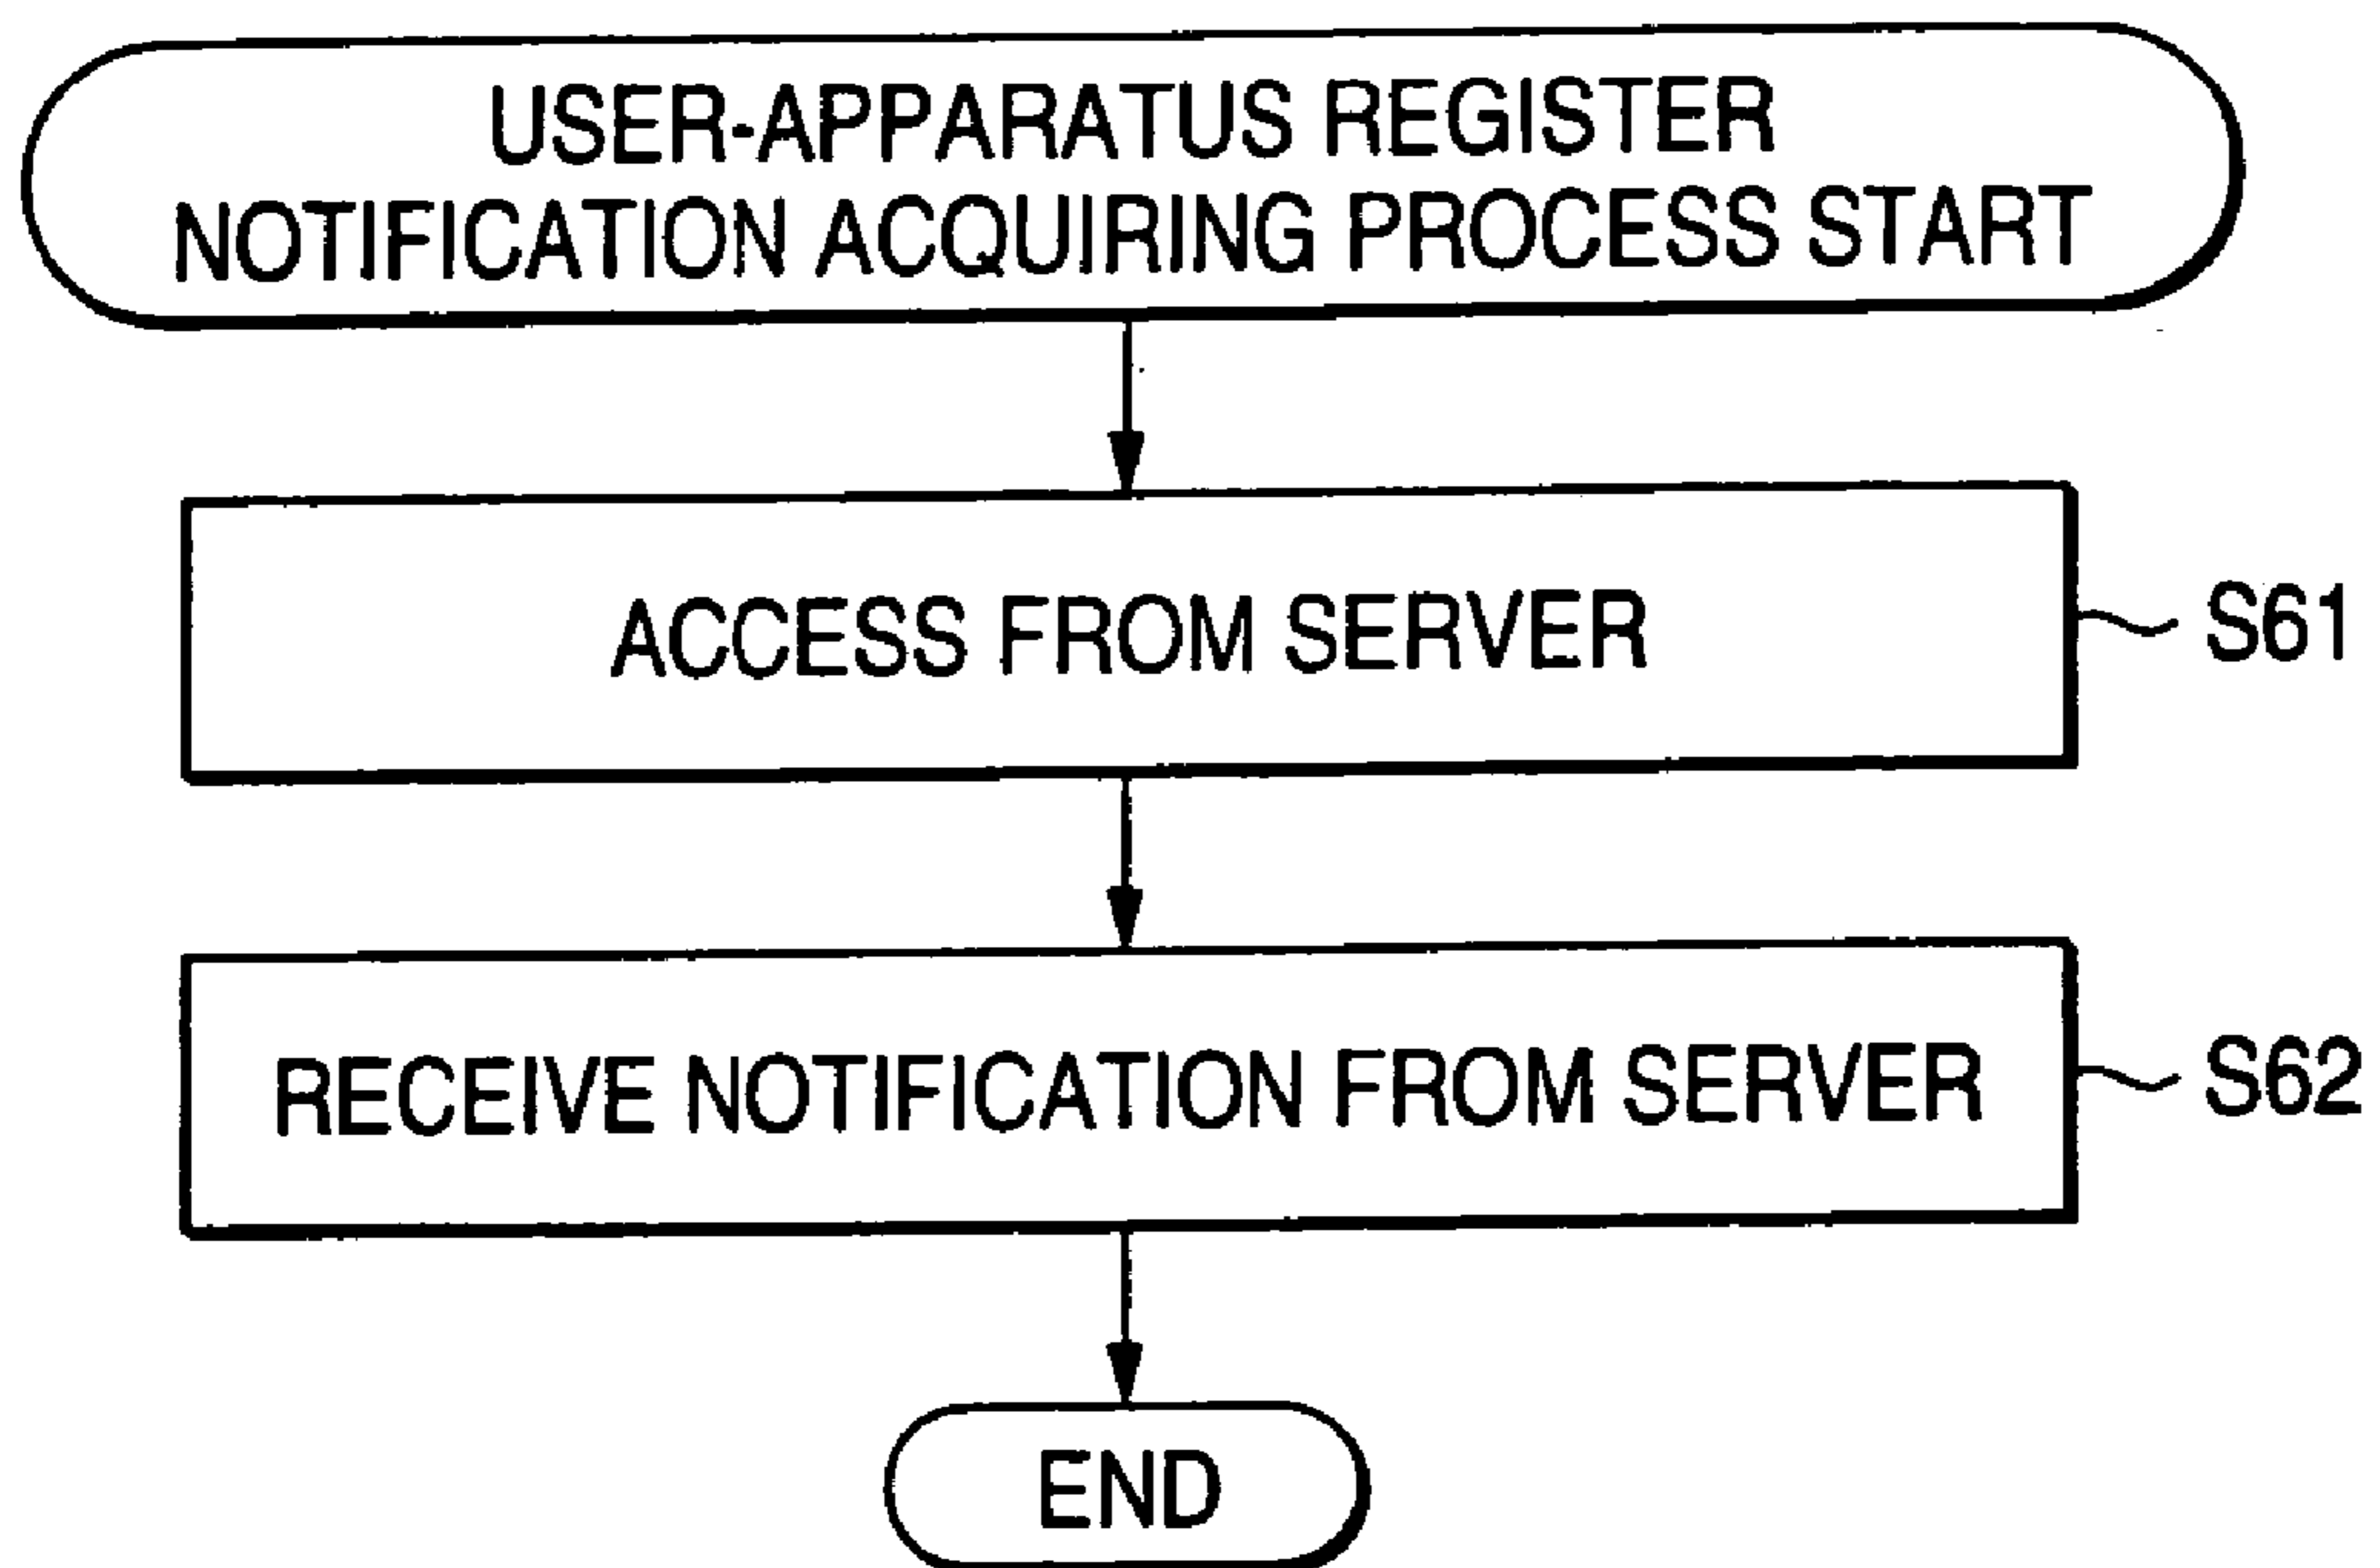 USER-APPARATUS REGISTER
NOTIFICATION ACQUIRING PROCESS START
ACCESS FROM SERVER
S61
RECEIVE NOTIFICATION FROM SERVER
S62
END